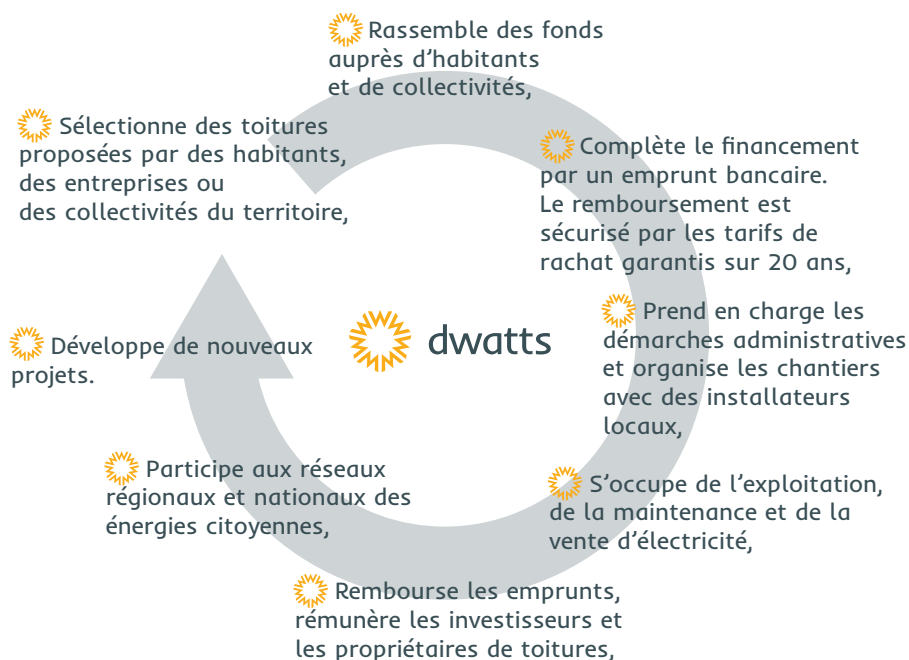 Sélectionne des toitures
proposées par des habitants,
des entreprises ou
des collectivités du territoire,
Rassemble des fonds
auprès d’habitants
et de collectivités,
Complète le financement
par un emprunt bancaire.
Le remboursement est
sécurisé par les tarifs de
rachat garantis sur 20 ans,
Prend en charge les
démarches administratives
et organise les chantiers
avec des installateurs
locaux,
S’occupe de l’exploitation,
de la maintenance et de la
vente d’électricité,
Rembourse les emprunts,
rémunère les investisseurs et
les propriétaires de toitures,
Participe aux réseaux
régionaux et nationaux des
énergies citoyennes,
Développe de nouveaux
projets.
dwatts